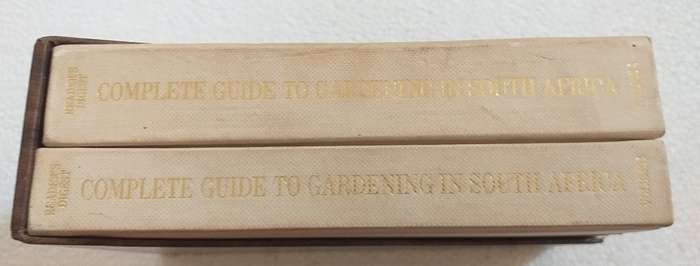 READER'S
DIGEST
COMPLETE GUIDE TO GARDENING IN SOUTH AFRICA
READER'S
DIGEST
COMPLETE GUIDE TO GARDENING IN SOUTH AFRICA